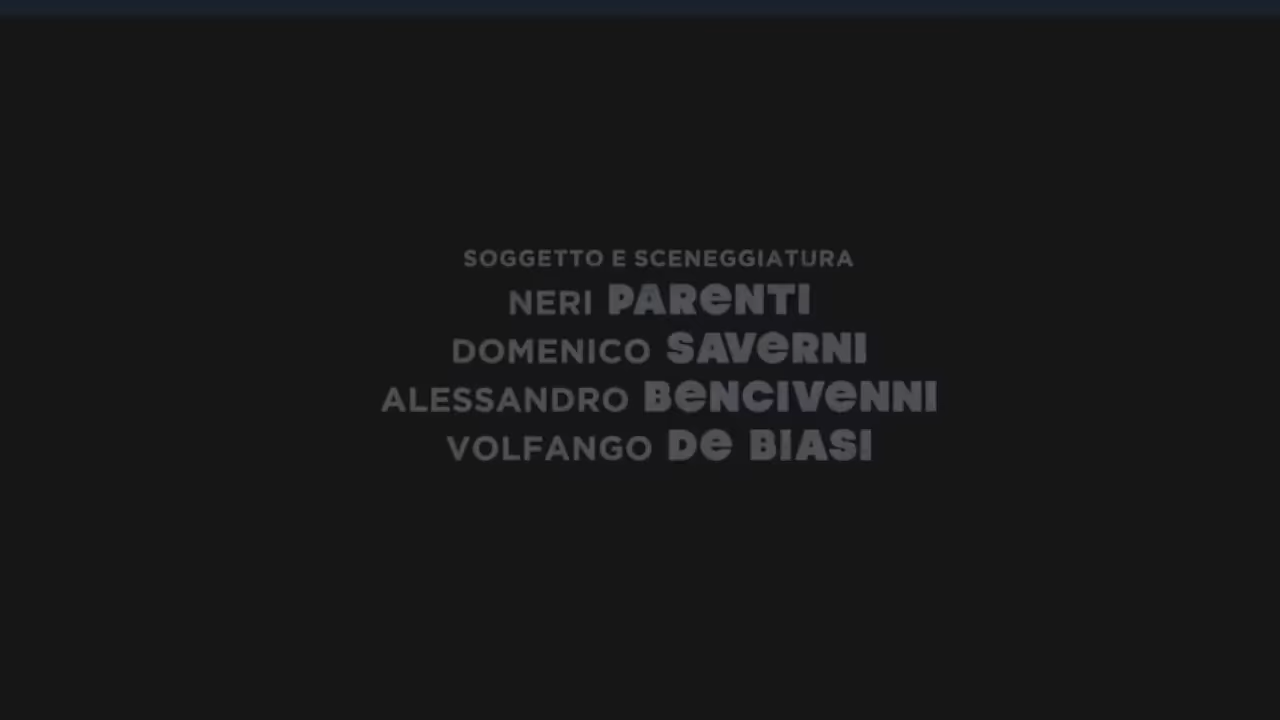 SOGGETTO E SCENEGGIATURA
NERI PARENTI
DOMENICO SAVERNI
ALESSANDRO BENCIVENNI
VOLFANGO DE BIASI